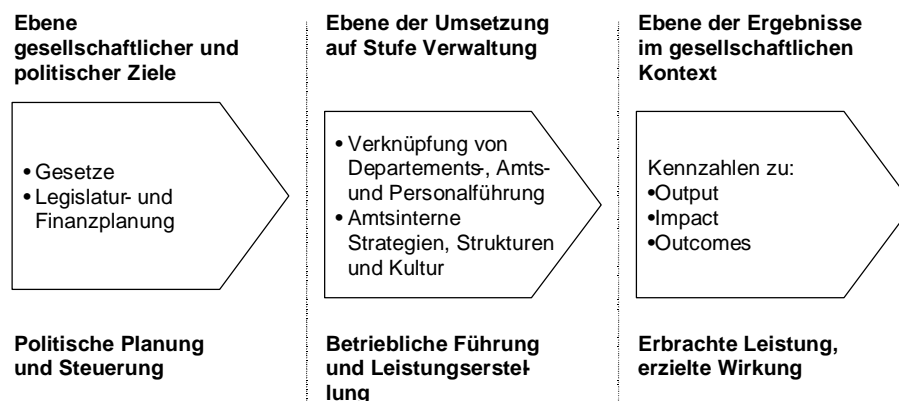 Ebene
gesellschaftlicher und
politischer Ziele
Ebene der Umsetzung
auf Stufe Verwaltung
Ebene der Ergebnisse
im gesellschaftlichen
Kontext
• Gesetze
• Legislatur- und
Finanzplanung
• Verknüpfung von
Departements-, Amts-
und Personalführung
• Amtsinterne
Strategien, Strukturen
und Kultur
Kennzahlen zu:
•Output
•Impact
•Outcomes
Politische Planung
und Steuerung
Betriebliche Führung
und Leistungserstel-
lung
Erbrachte Leistung,
erzielte Wirkung